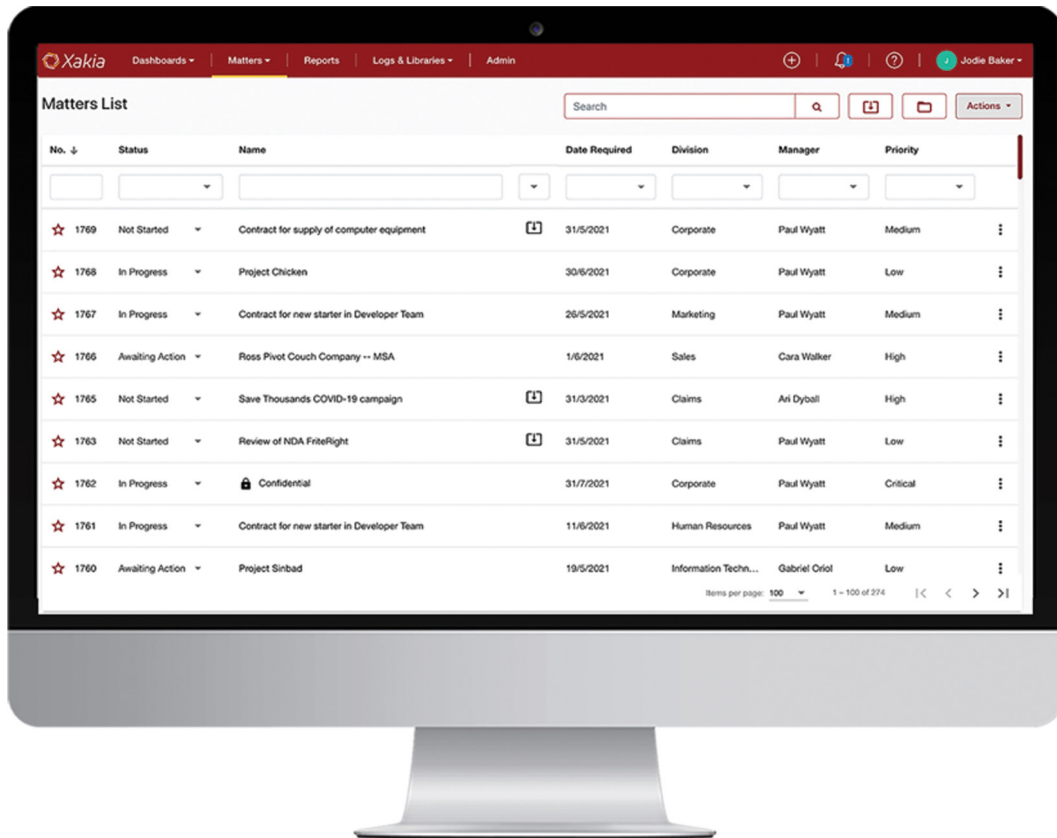 Xakia Dashboards Matters Reports Logs & Libraries Admin J Jodie Baker
Matters List Search Actions
No. Status Name Date Required Division Manager Priority
1769 Not Started Contract for supply of computer equipment 31/5/2021 Corporate Paul Wyatt Medium
1768 In Progress Project Chicken 30/6/2021 Corporate Paul Wyatt Low
1767 In Progress Contract for new starter in Developer Team 26/5/2021 Marketing Paul Wyatt Medium
1766 Awaiting Action Ross Pivot Couch Company -- MSA 1/6/2021 Sales Cara Walker High
1765 Not Started Save Thousands COVID-19 campaign 31/3/2021 Claims Ari Dyball High
1763 Not Started Review of NDA FriteRight 31/5/2021 Claims Paul Wyatt Low
1762 In Progress Confidential 31/7/2021 Corporate Paul Wyatt Critical
1761 In Progress Contract for new starter in Developer Team 11/6/2021 Human Resources Paul Wyatt Medium
1760 Awaiting Action Project Sinbad 19/5/2021 Information Techn... Gabriel Oriol Low
Items per page: 100 1 – 100 of 274